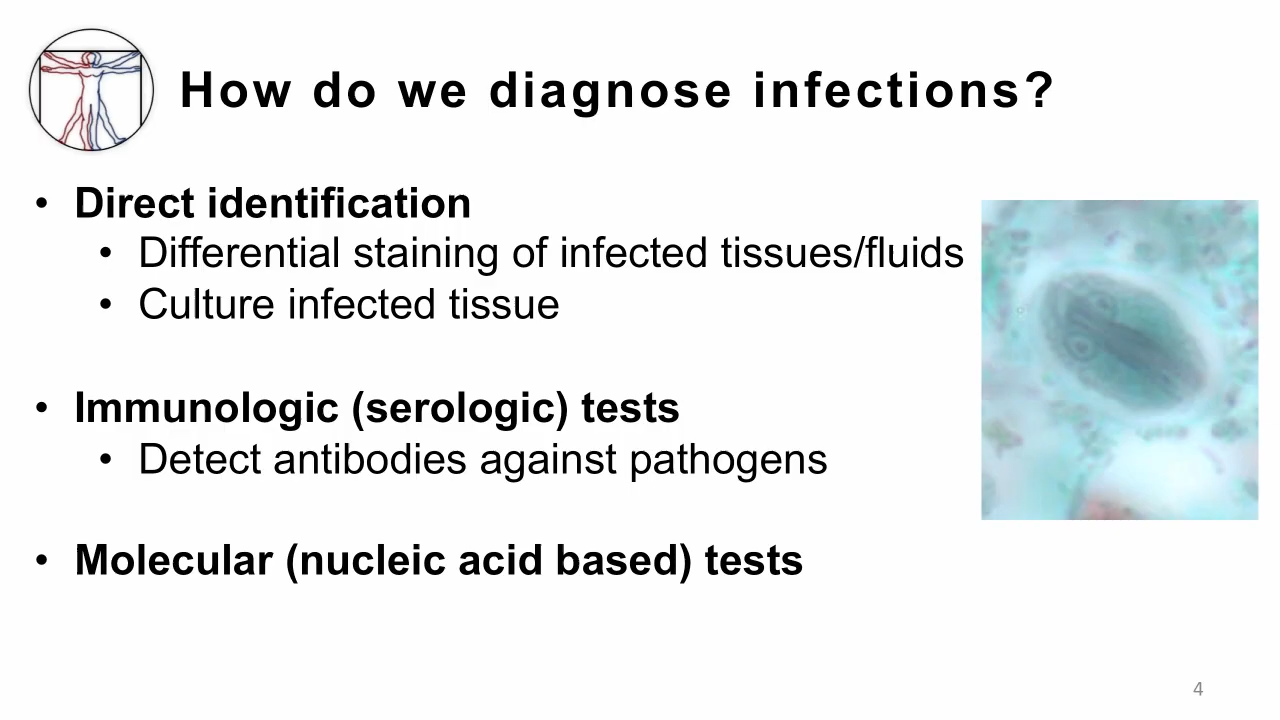 How do we diagnose infections?
• Direct identification
• Differential staining of infected tissues/fluids
• Culture infected tissue
• Immunologic (serologic) tests
• Detect antibodies against pathogens
• Molecular (nucleic acid based) tests
4